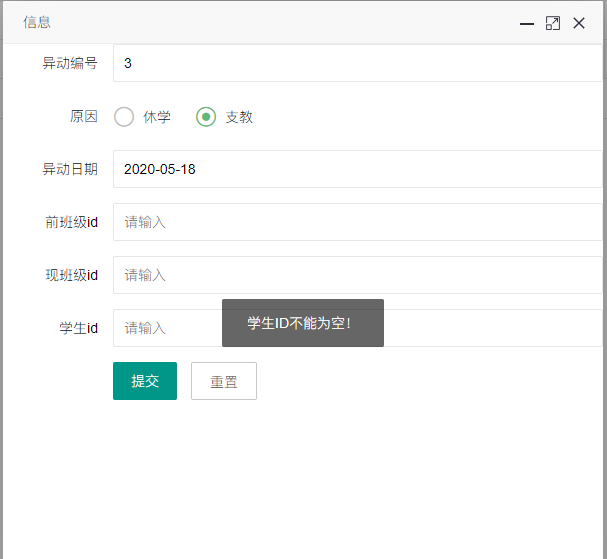 信息
异动编号 3
原因 休学 支教
异动日期 2020-05-18
前班级id 请输入
现班级id 请输入
学生id 请输入
学生ID不能为空！
提交 重置